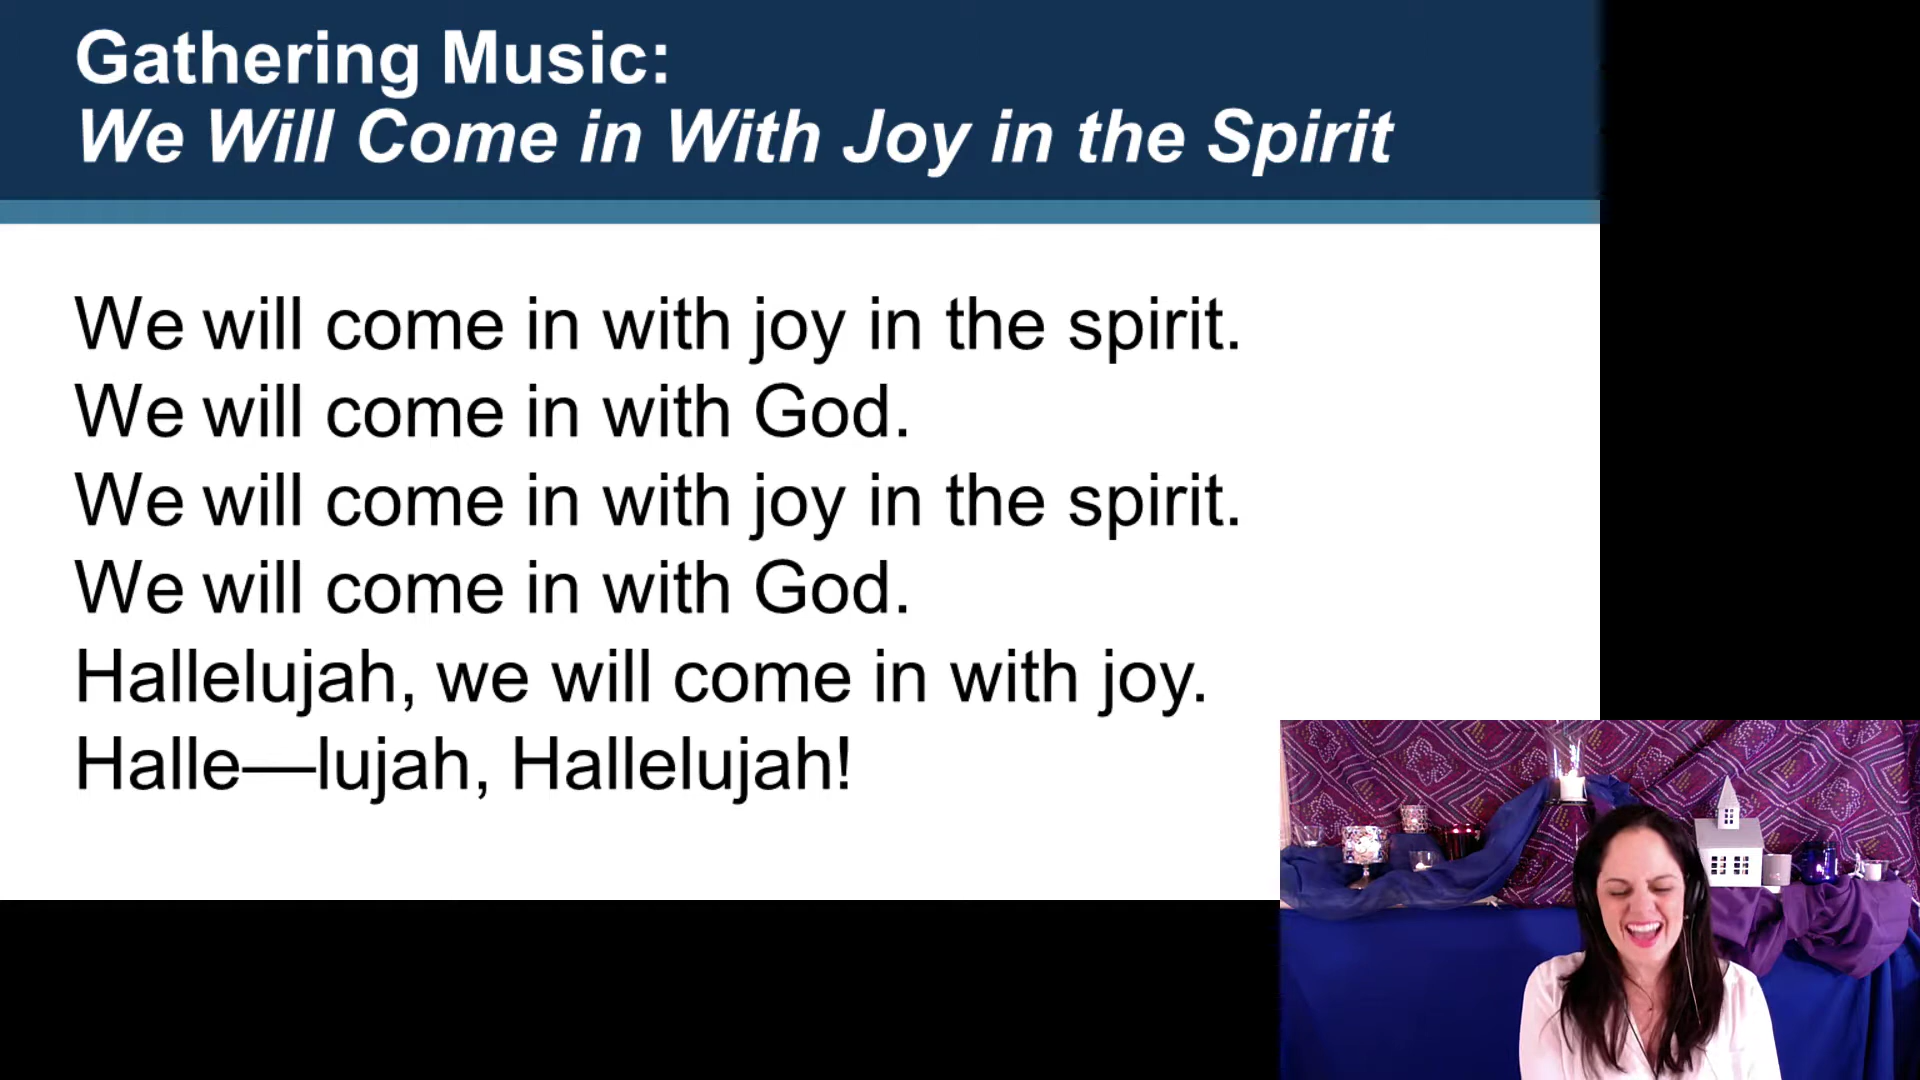 Gathering Music:
We Will Come in With Joy in the Spirit
We will come in with joy in the spirit.
We will come in with God.
We will come in with joy in the spirit.
We will come in with God.
Hallelujah, we will come in with joy.
Halle—lujah, Hallelujah!